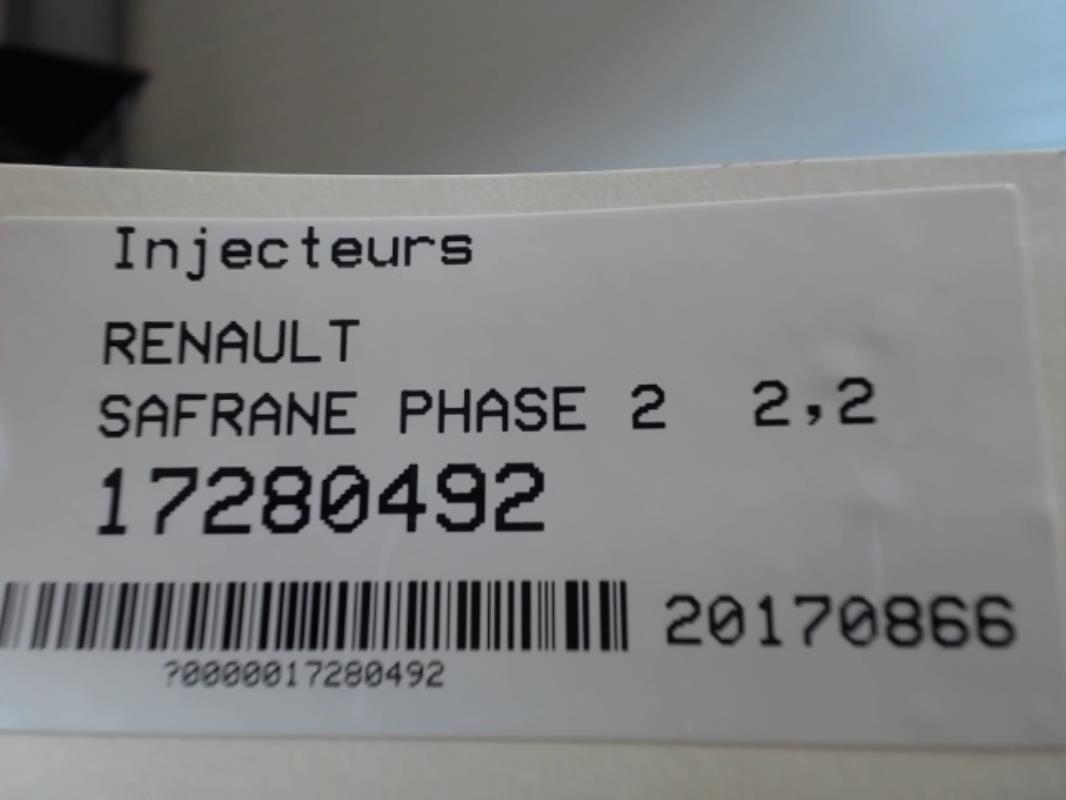 Injecteurs
RENAULT
SAFRANE PHASE 2 2,2
17280492
20170866
?0000017280492